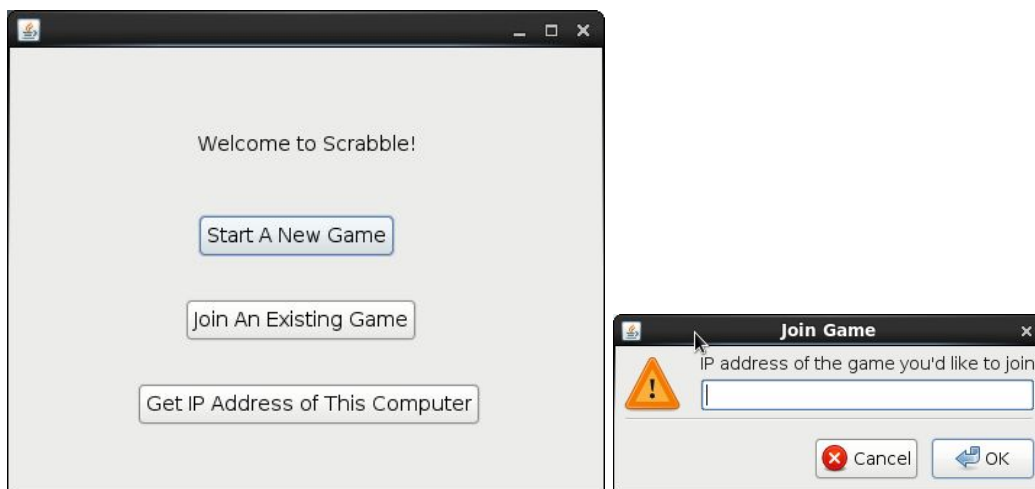 Welcome to Scrabble!
Start A New Game
Join An Existing Game
Get IP Address of This Computer
Join Game
IP address of the game you'd like to join
Cancel
OK